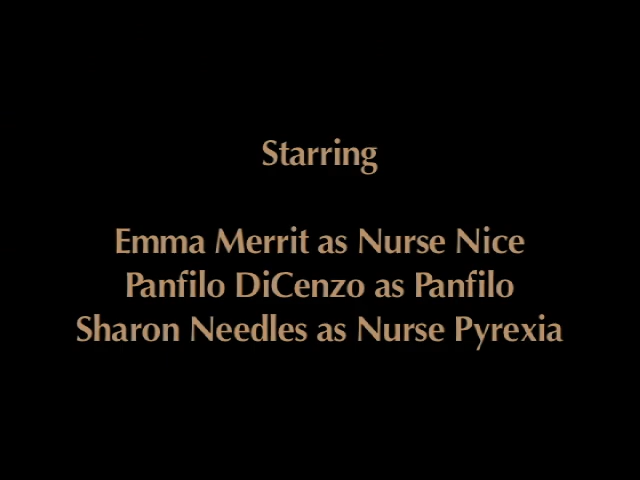 Starring
Emma Merrit as Nurse Nice
Panfilo DiCenzo as Panfilo
Sharon Needles as Nurse Pyrexia